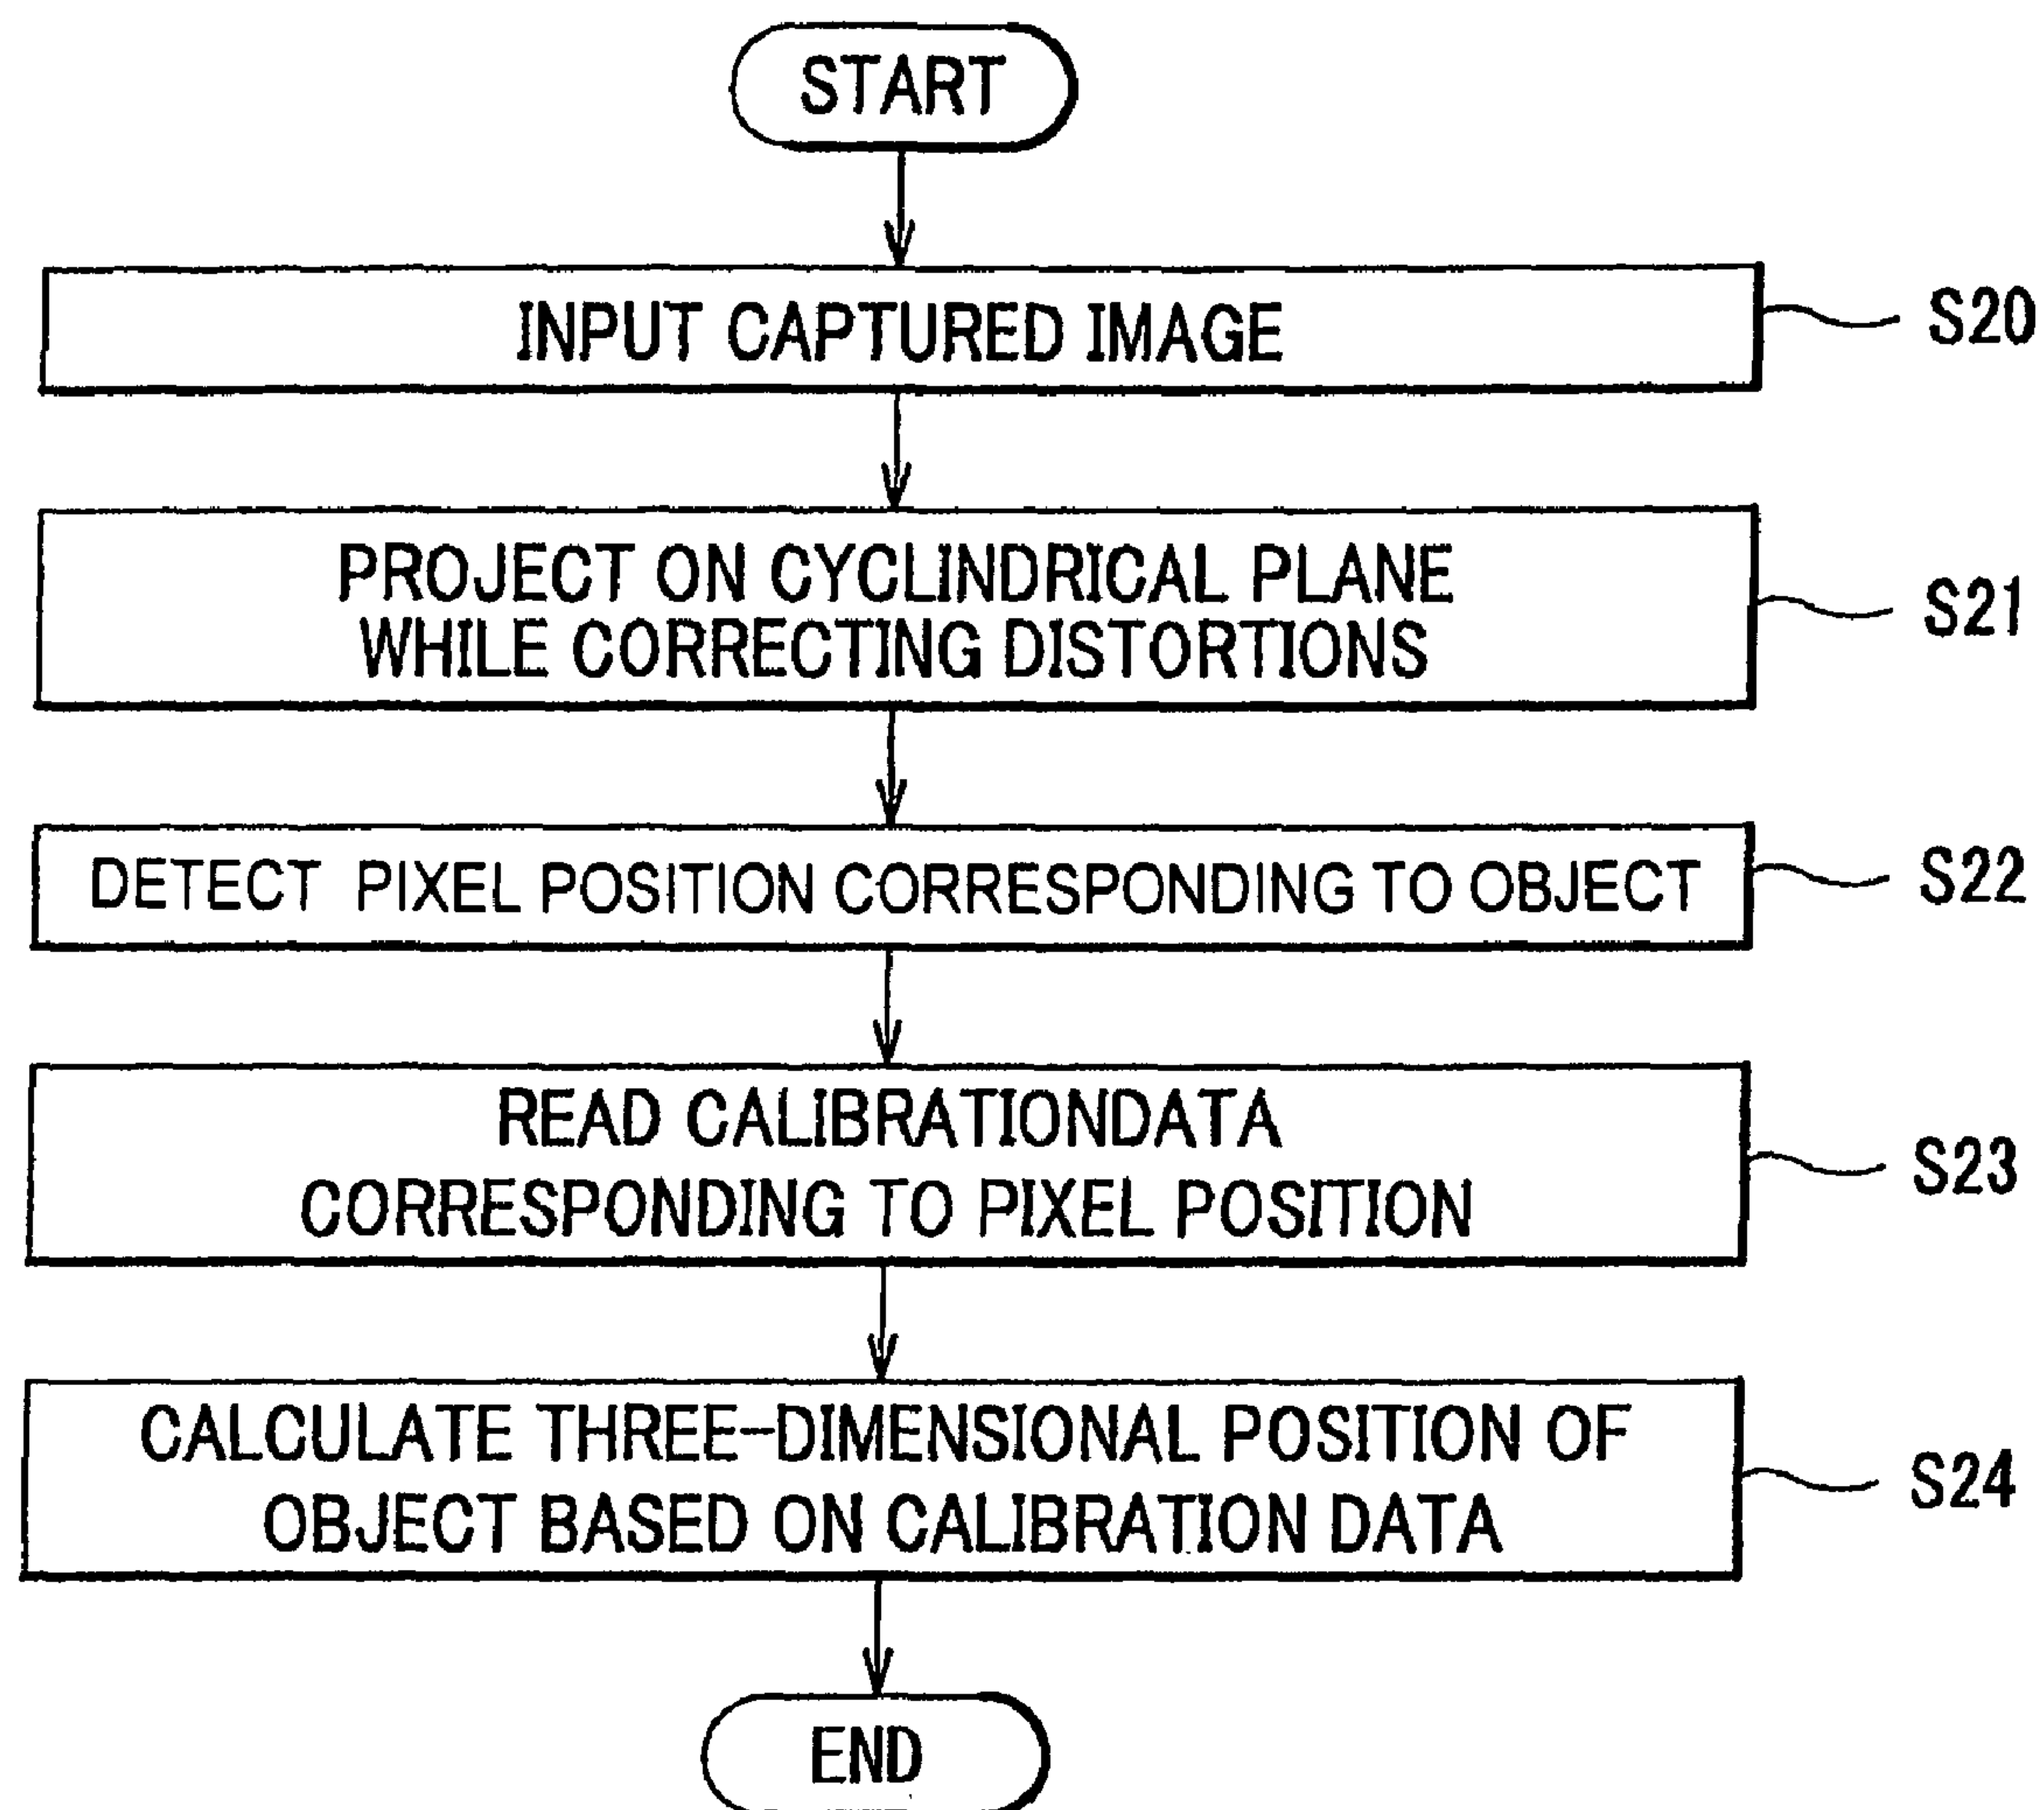 START
INPUT CAPTURED IMAGE
S20
PROJECT ON CYCLINDRICAL PLANE
WHILE CORRECTING DISTORTIONS
S21
DETECT PIXEL POSITION CORRESPONDING TO OBJECT
S22
READ CALIBRATIONDATA
CORRESPONDING TO PIXEL POSITION
S23
CALCULATE THREE-DIMENSIONAL POSITION OF
OBJECT BASED ON CALIBRATION DATA
S24
END